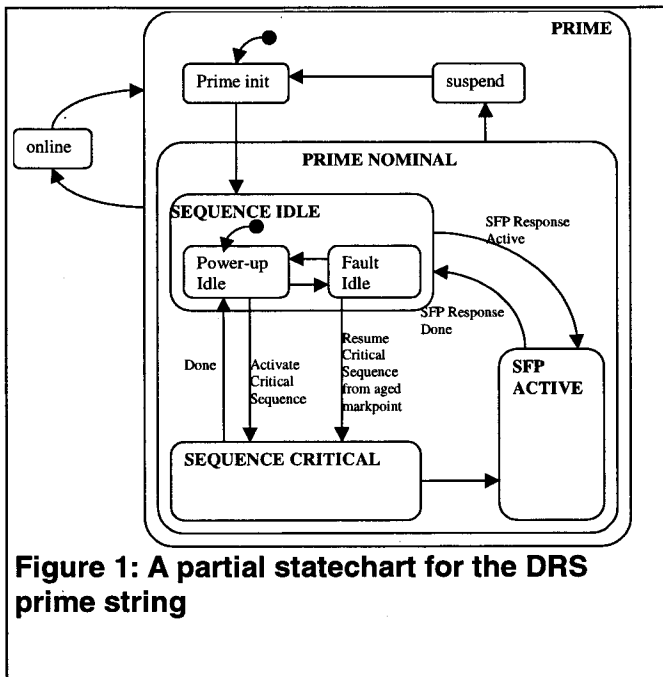 PRIME
Prime init
suspend
online
PRIME NOMINAL
SEQUENCE IDLE
SFP Response
Active
Power-up
Idle
Fault
Idle
SFP Response
Done
Done
Activate
Critical
Sequence
Resume
Critical
Sequence
from aged
markpoint
SFP
ACTIVE
SEQUENCE CRITICAL
Figure 1: A partial statechart for the DRS
prime string